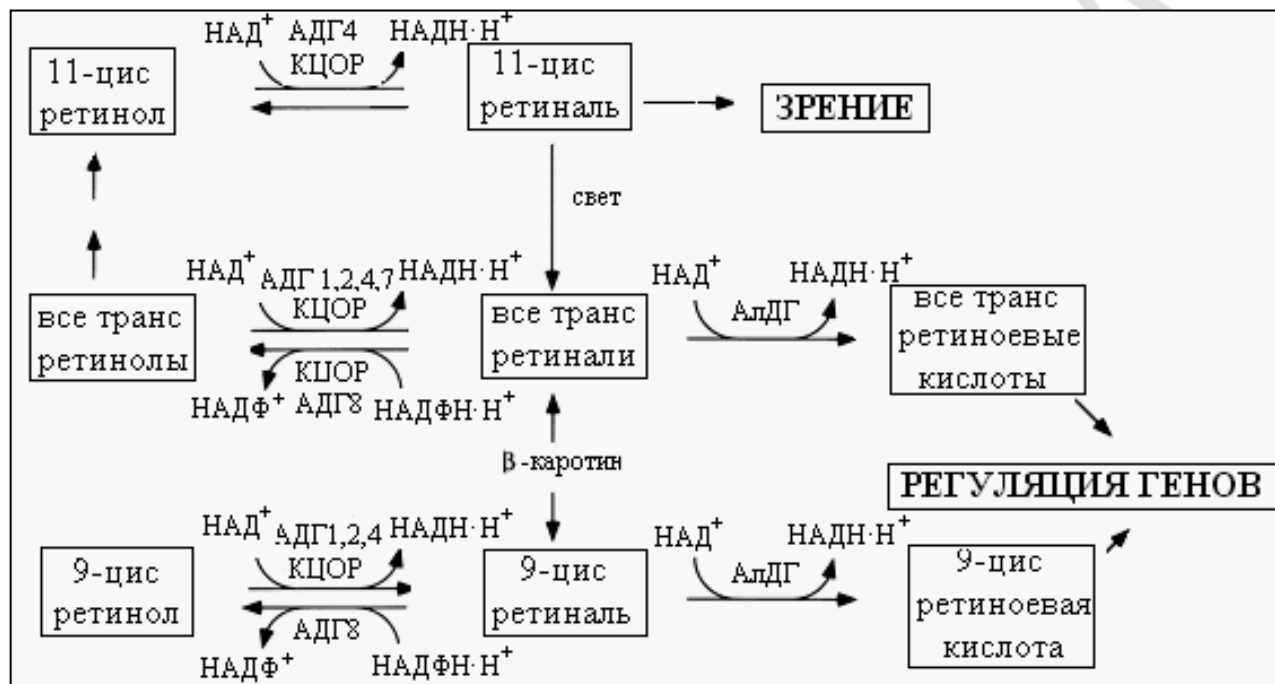 НАД⁺ АДГ4 НАДН·Н⁺
КЦОР
11-цис
ретинол
11-цис
ретиналь
ЗРЕНИЕ
свет
НАД⁺ АДГ 1,2,4,7 НАДН·Н⁺
КЦОР
НАД⁺ НАДН·Н⁺
АлДГ
все транс
ретинолы
все транс
ретинали
все транс
ретиноевые
кислоты
КЦОР
НАДФ⁺ АДГ8 НАДФН·Н⁺
β-каротин
РЕГУЛЯЦИЯ ГЕНОВ
НАД⁺ АДГ1,2,4 НАДН·Н⁺
КЦОР
НАД⁺ НАДН·Н⁺
АлДГ
9-цис
ретинол
9-цис
ретиналь
9-цис
ретиноевая
кислота
АДГ8
НАДФ⁺ НАДФН·Н⁺